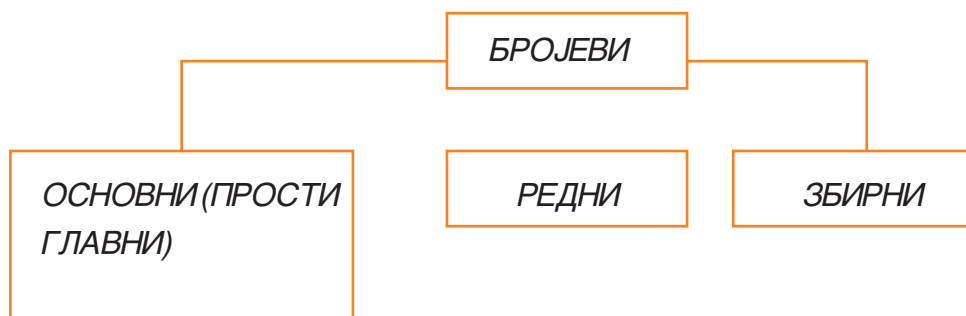 БРОЈЕВИ
ОСНОВНИ (ПРОСТИ
ГЛАВНИ)
РЕДНИ
ЗБИРНИ